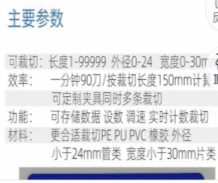 主要参数
可裁切：长度1-99999 外径0-24 宽度0-30m
效率： 一分钟90刀/按裁切长度150mm计
可定制夹具同时多条裁切
功能： 可存储数据 设数 调速 实时计数裁切
材料： 更合适裁切PE PU PVC 橡胶 外径
小于24mm管类 宽度小于30mm片类